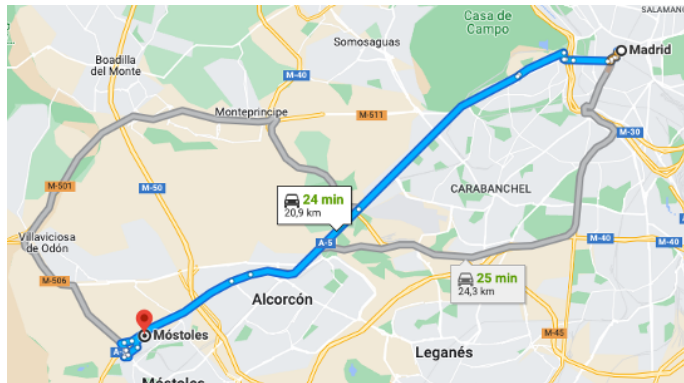 Casa de
Campo
SALAMANC
Somosaguas
Madrid
Boadilla
del Monte
M-40
Monteprincipe
M-511
M-30
M-501
M-50
24 min
20,9 km
CARABANCHEL
Villaviciosa
de Odón
A-5
M-40
M-40
25 min
24,3 km
M-506
Alcorcón
Móstoles
M-45
Leganés
Móstoles